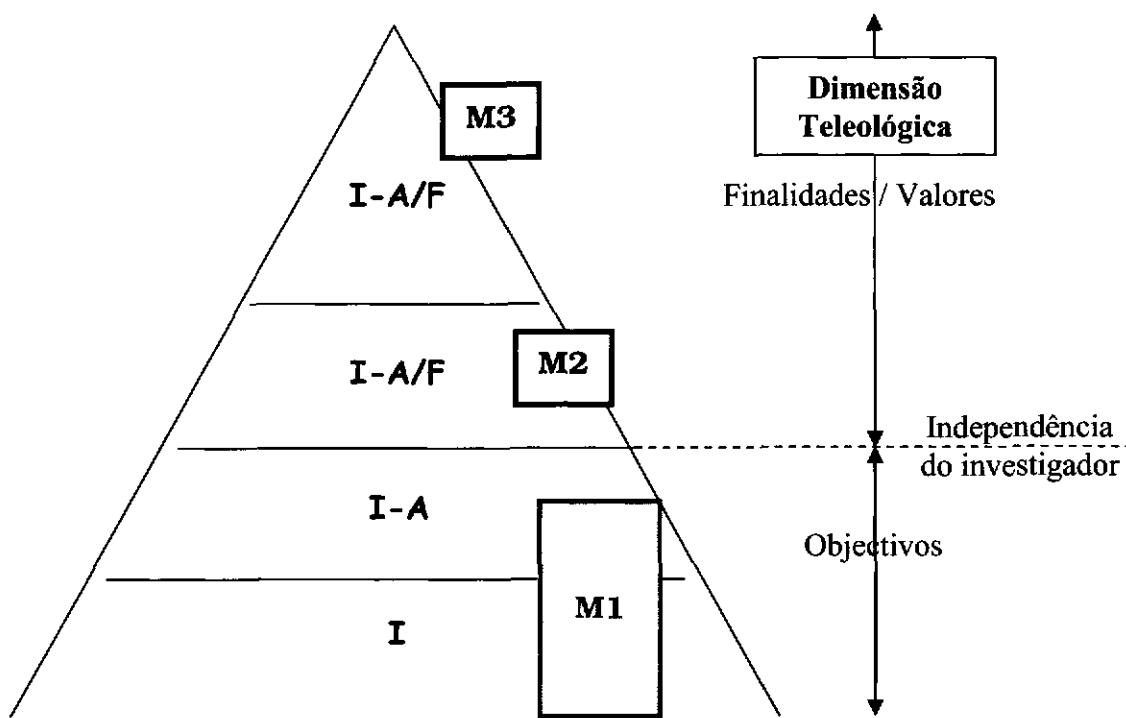 M3
Dimensão
Teleológica
I-A/F
Finalidades / Valores
I-A/F
M2
Independência
do investigador
I-A
Objectivos
M1
I